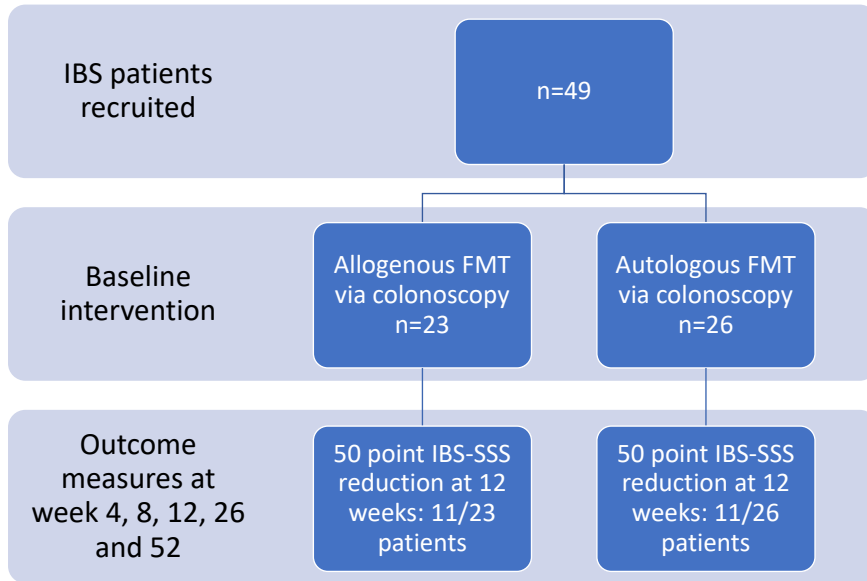 IBS patients
recruited
n=49
Baseline
intervention
Allogenous FMT
via colonoscopy
n=23
Autologous FMT
via colonoscopy
n=26
Outcome
measures at
week 4, 8, 12, 26
and 52
50 point IBS-SSS
reduction at 12
weeks: 11/23
patients
50 point IBS-SSS
reduction at 12
weeks: 11/26
patients